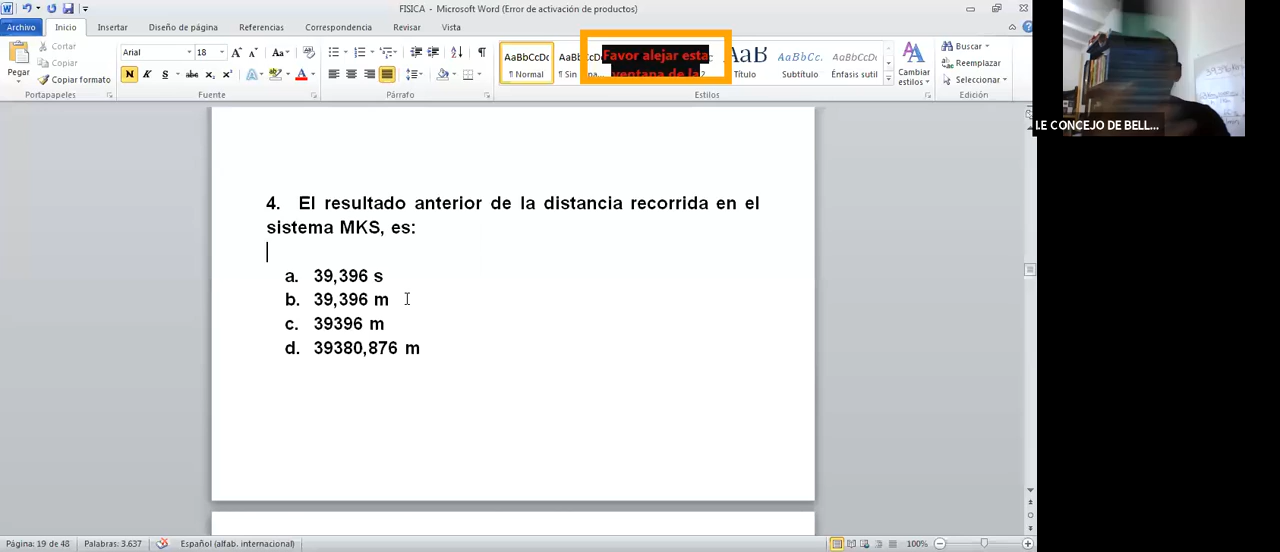 FISICA - Microsoft Word (Error de activación de productos)
Archivo Inicio Insertar Diseño de página Referencias Correspondencia Revisar Vista
Pegar
Cortar
Copiar
Copiar formato
Portapapeles
Arial 18
N K S abc x₂ x²
Fuente
Párrafo
AaBbCcDc
¶ Normal
¶ Sin
Favor alejar esta
ventana de la
AaB
Título
AaBbCc.
Subtítulo
AaBbCcDc
Énfasis sutil
Cambiar
estilos
Estilos
Buscar
Reemplazar
Seleccionar
Edición
LE CONCEJO DE BELL...
4. El resultado anterior de la distancia recorrida en el
sistema MKS, es:
a. 39,396 s
b. 39,396 m
c. 39396 m
d. 39380,876 m
Página: 19 de 48 Palabras: 3.637 Español (alfab. internacional) 100%